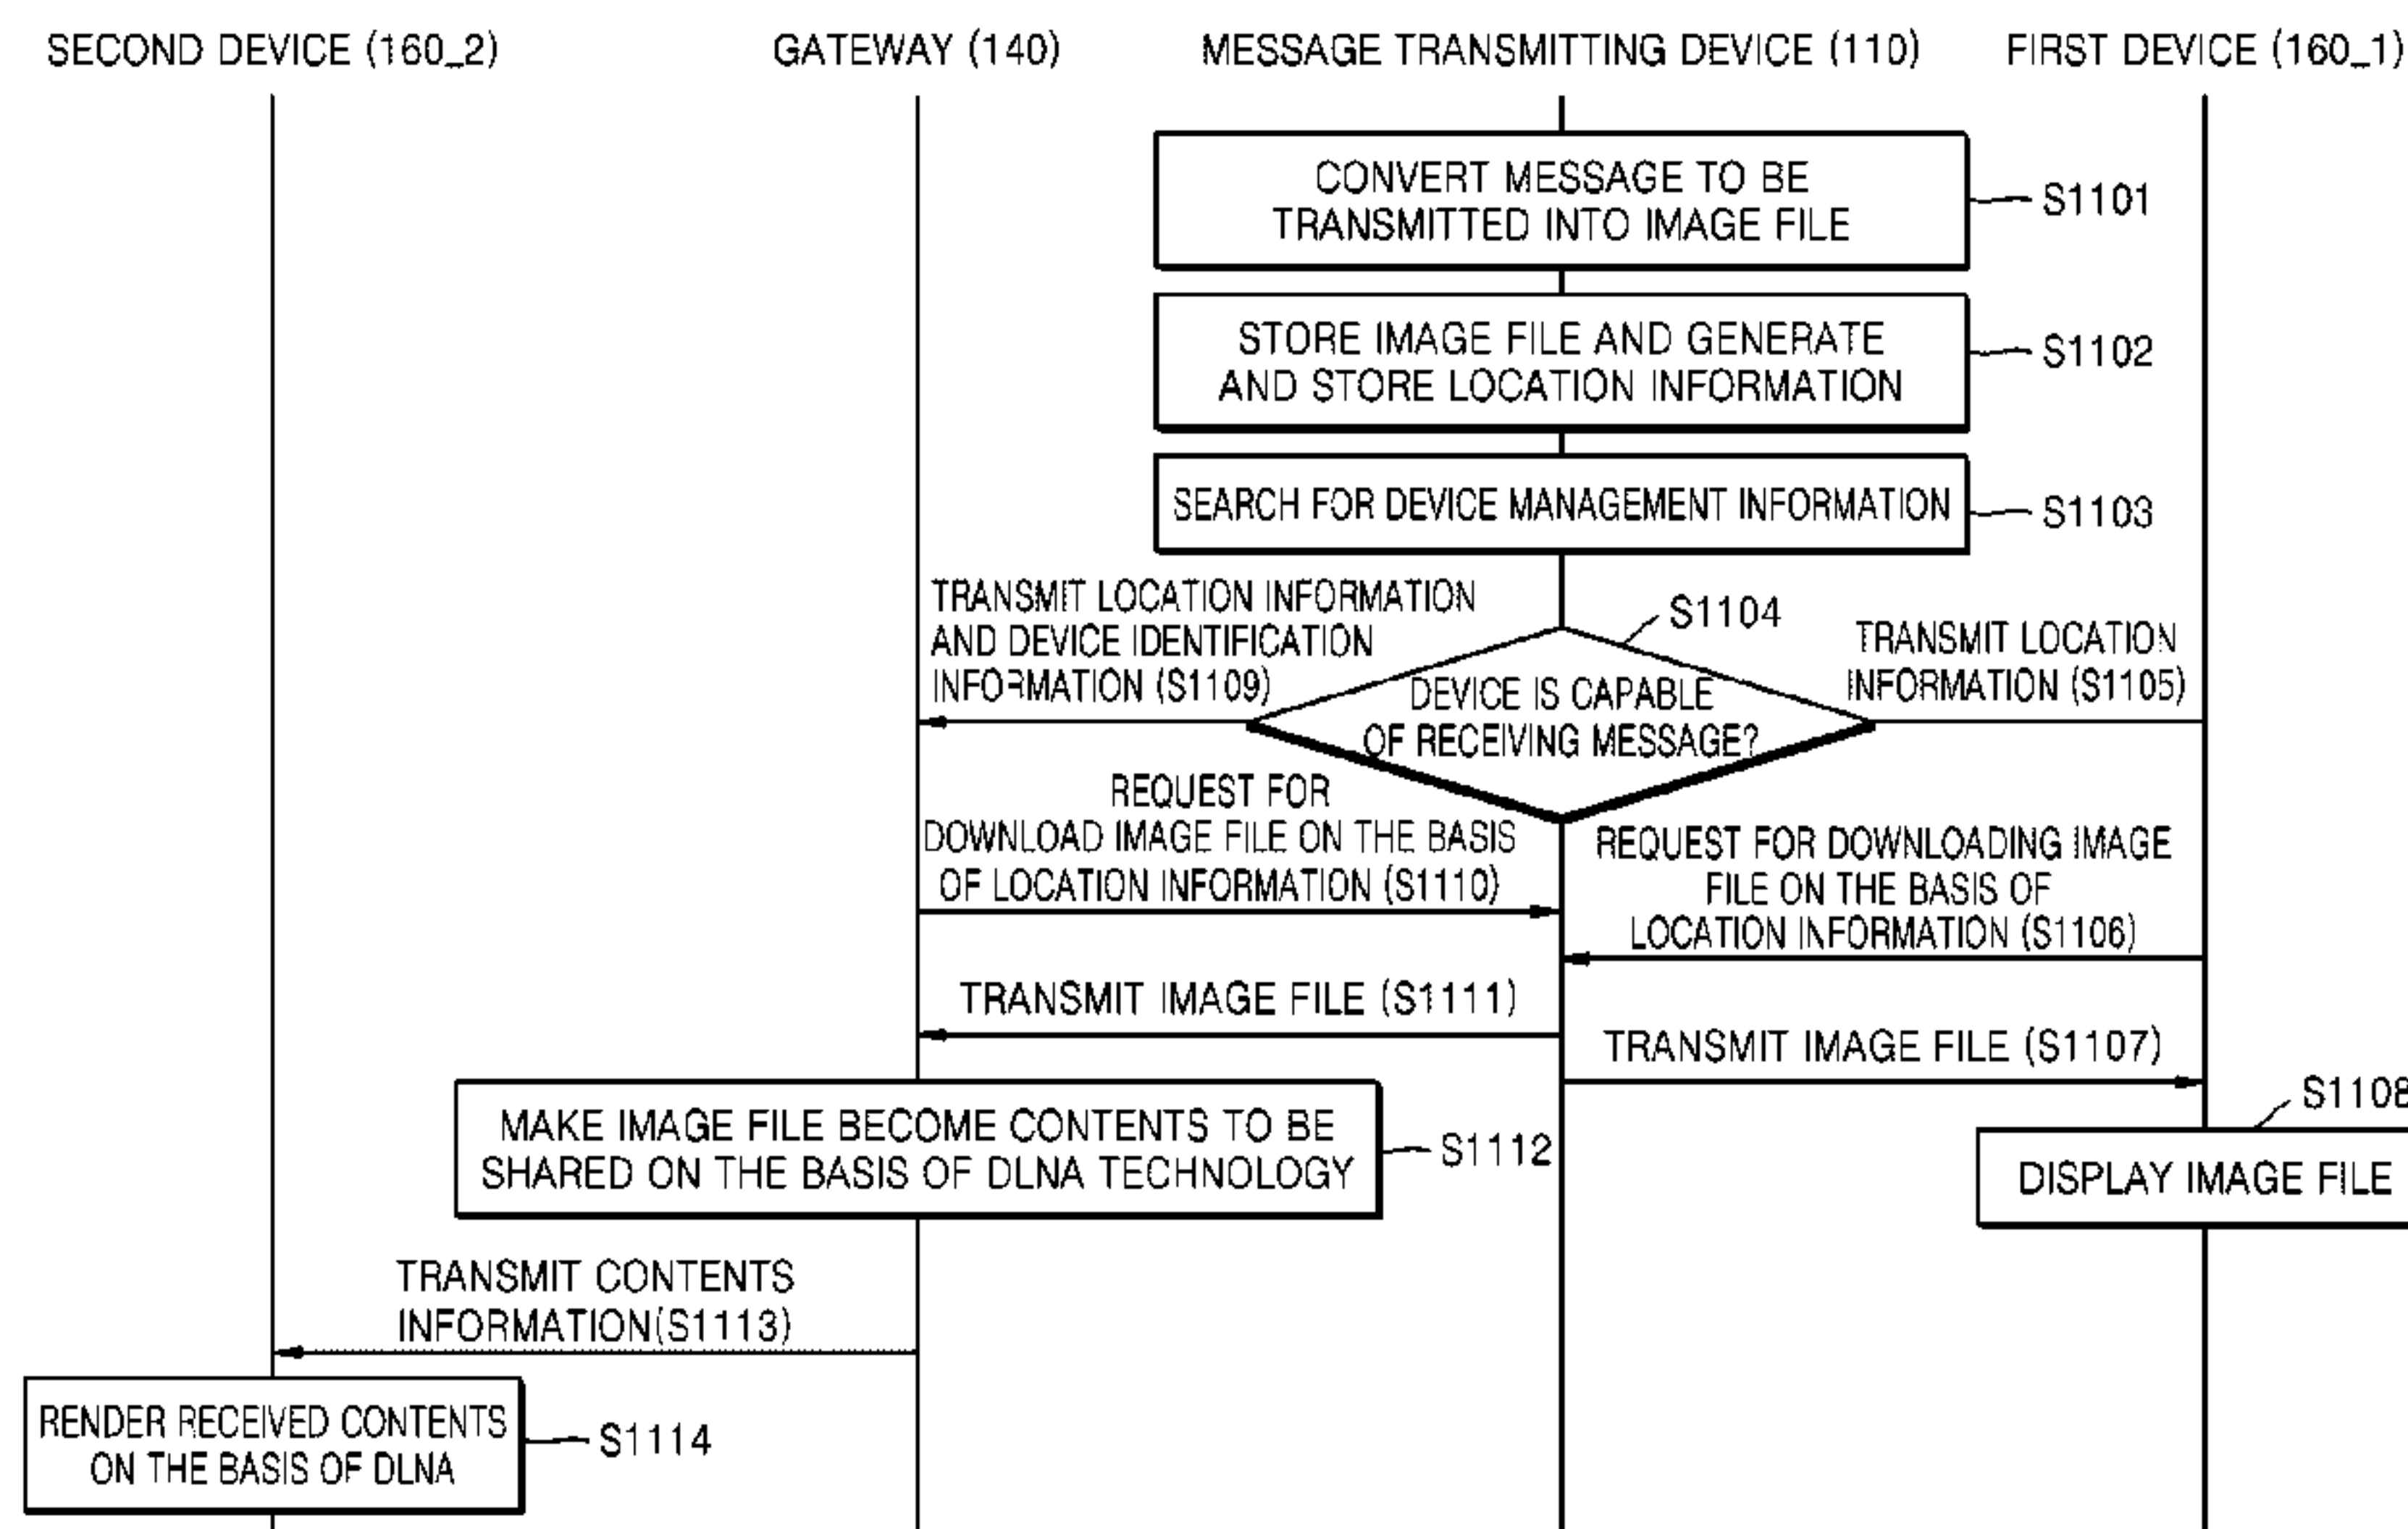 SECOND DEVICE (160_2)
GATEWAY (140)
MESSAGE TRANSMITTING DEVICE (110)
FIRST DEVICE (160_1)
CONVERT MESSAGE TO BE
TRANSMITTED INTO IMAGE FILE
S1101
STORE IMAGE FILE AND GENERATE
AND STORE LOCATION INFORMATION
S1102
SEARCH FOR DEVICE MANAGEMENT INFORMATION
S1103
TRANSMIT LOCATION INFORMATION
AND DEVICE IDENTIFICATION
INFORMATION (S1109)
S1104
DEVICE IS CAPABLE
OF RECEIVING MESSAGE?
TRANSMIT LOCATION
INFORMATION (S1105)
REQUEST FOR
DOWNLOAD IMAGE FILE ON THE BASIS
OF LOCATION INFORMATION (S1110)
REQUEST FOR DOWNLOADING IMAGE
FILE ON THE BASIS OF
LOCATION INFORMATION (S1106)
TRANSMIT IMAGE FILE (S1111)
TRANSMIT IMAGE FILE (S1107)
MAKE IMAGE FILE BECOME CONTENTS TO BE
SHARED ON THE BASIS OF DLNA TECHNOLOGY
S1112
S1108
DISPLAY IMAGE FILE
TRANSMIT CONTENTS
INFORMATION(S1113)
RENDER RECEIVED CONTENTS
ON THE BASIS OF DLNA
S1114